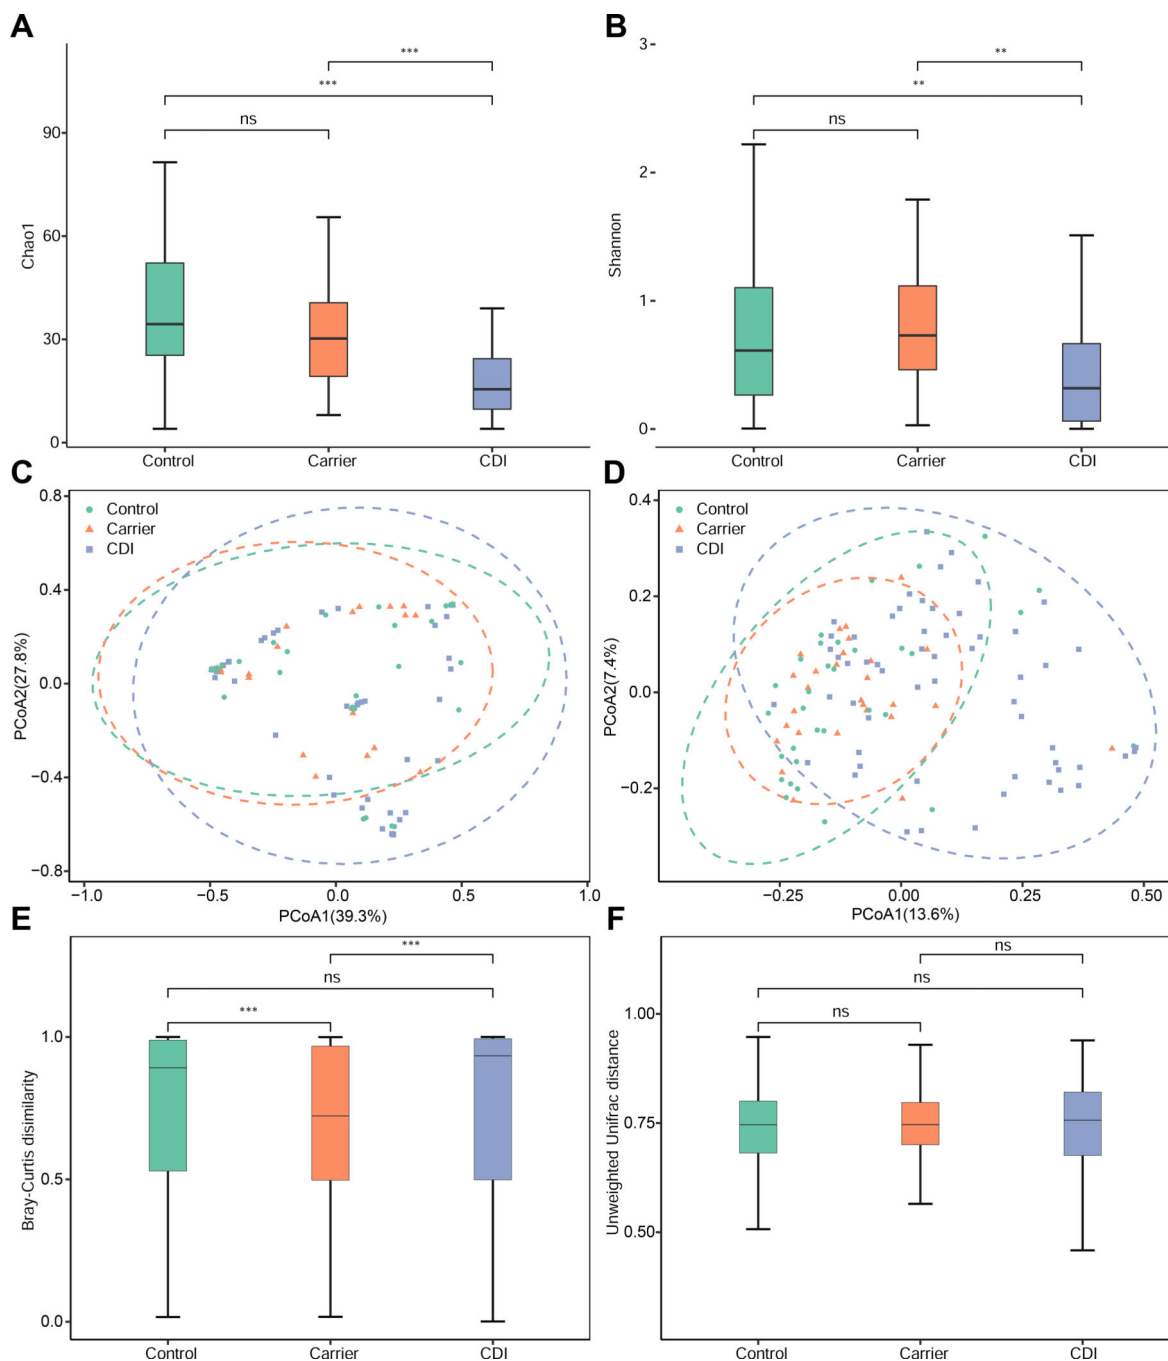 A
Chao1
90
60
30
0
***
***
ns
Control
Carrier
CDI
B
Shannon
3
2
1
0
**
**
ns
Control
Carrier
CDI
C
Control
Carrier
CDI
PCoA2(27.8%)
0.8
0.4
0.0
−0.4
−0.8
−1.0
−0.5
0.0
0.5
1.0
PCoA1(39.3%)
D
Control
Carrier
CDI
PCoA2(7.4%)
0.4
0.2
0.0
−0.2
−0.25
0.00
0.25
0.50
PCoA1(13.6%)
E
Bray-Curtis disimilarity
1.0
0.5
0.0
***
ns
***
Control
Carrier
CDI
F
Unweighted Unifrac distance
1.00
0.75
0.50
ns
ns
ns
Control
Carrier
CDI